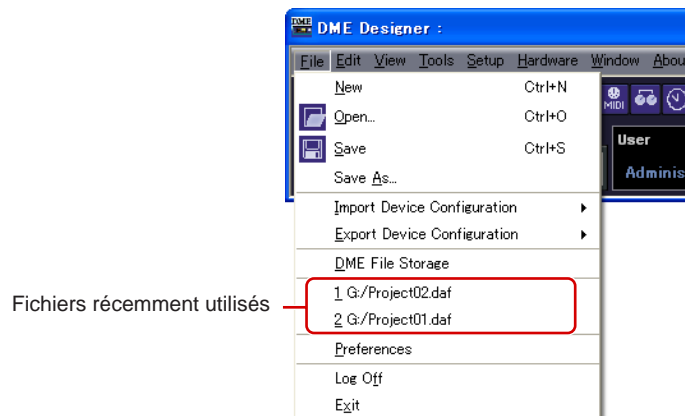 DME Designer :
File Edit View Tools Setup Hardware Window Abou
New Ctrl+N
Open... Ctrl+O
Save Ctrl+S
Save As...
Import Device Configuration
Export Device Configuration
DME File Storage
1 G:/Project02.daf
2 G:/Project01.daf
Preferences
Log Off
Exit
MIDI
User
Adminis
Fichiers récemment utilisés